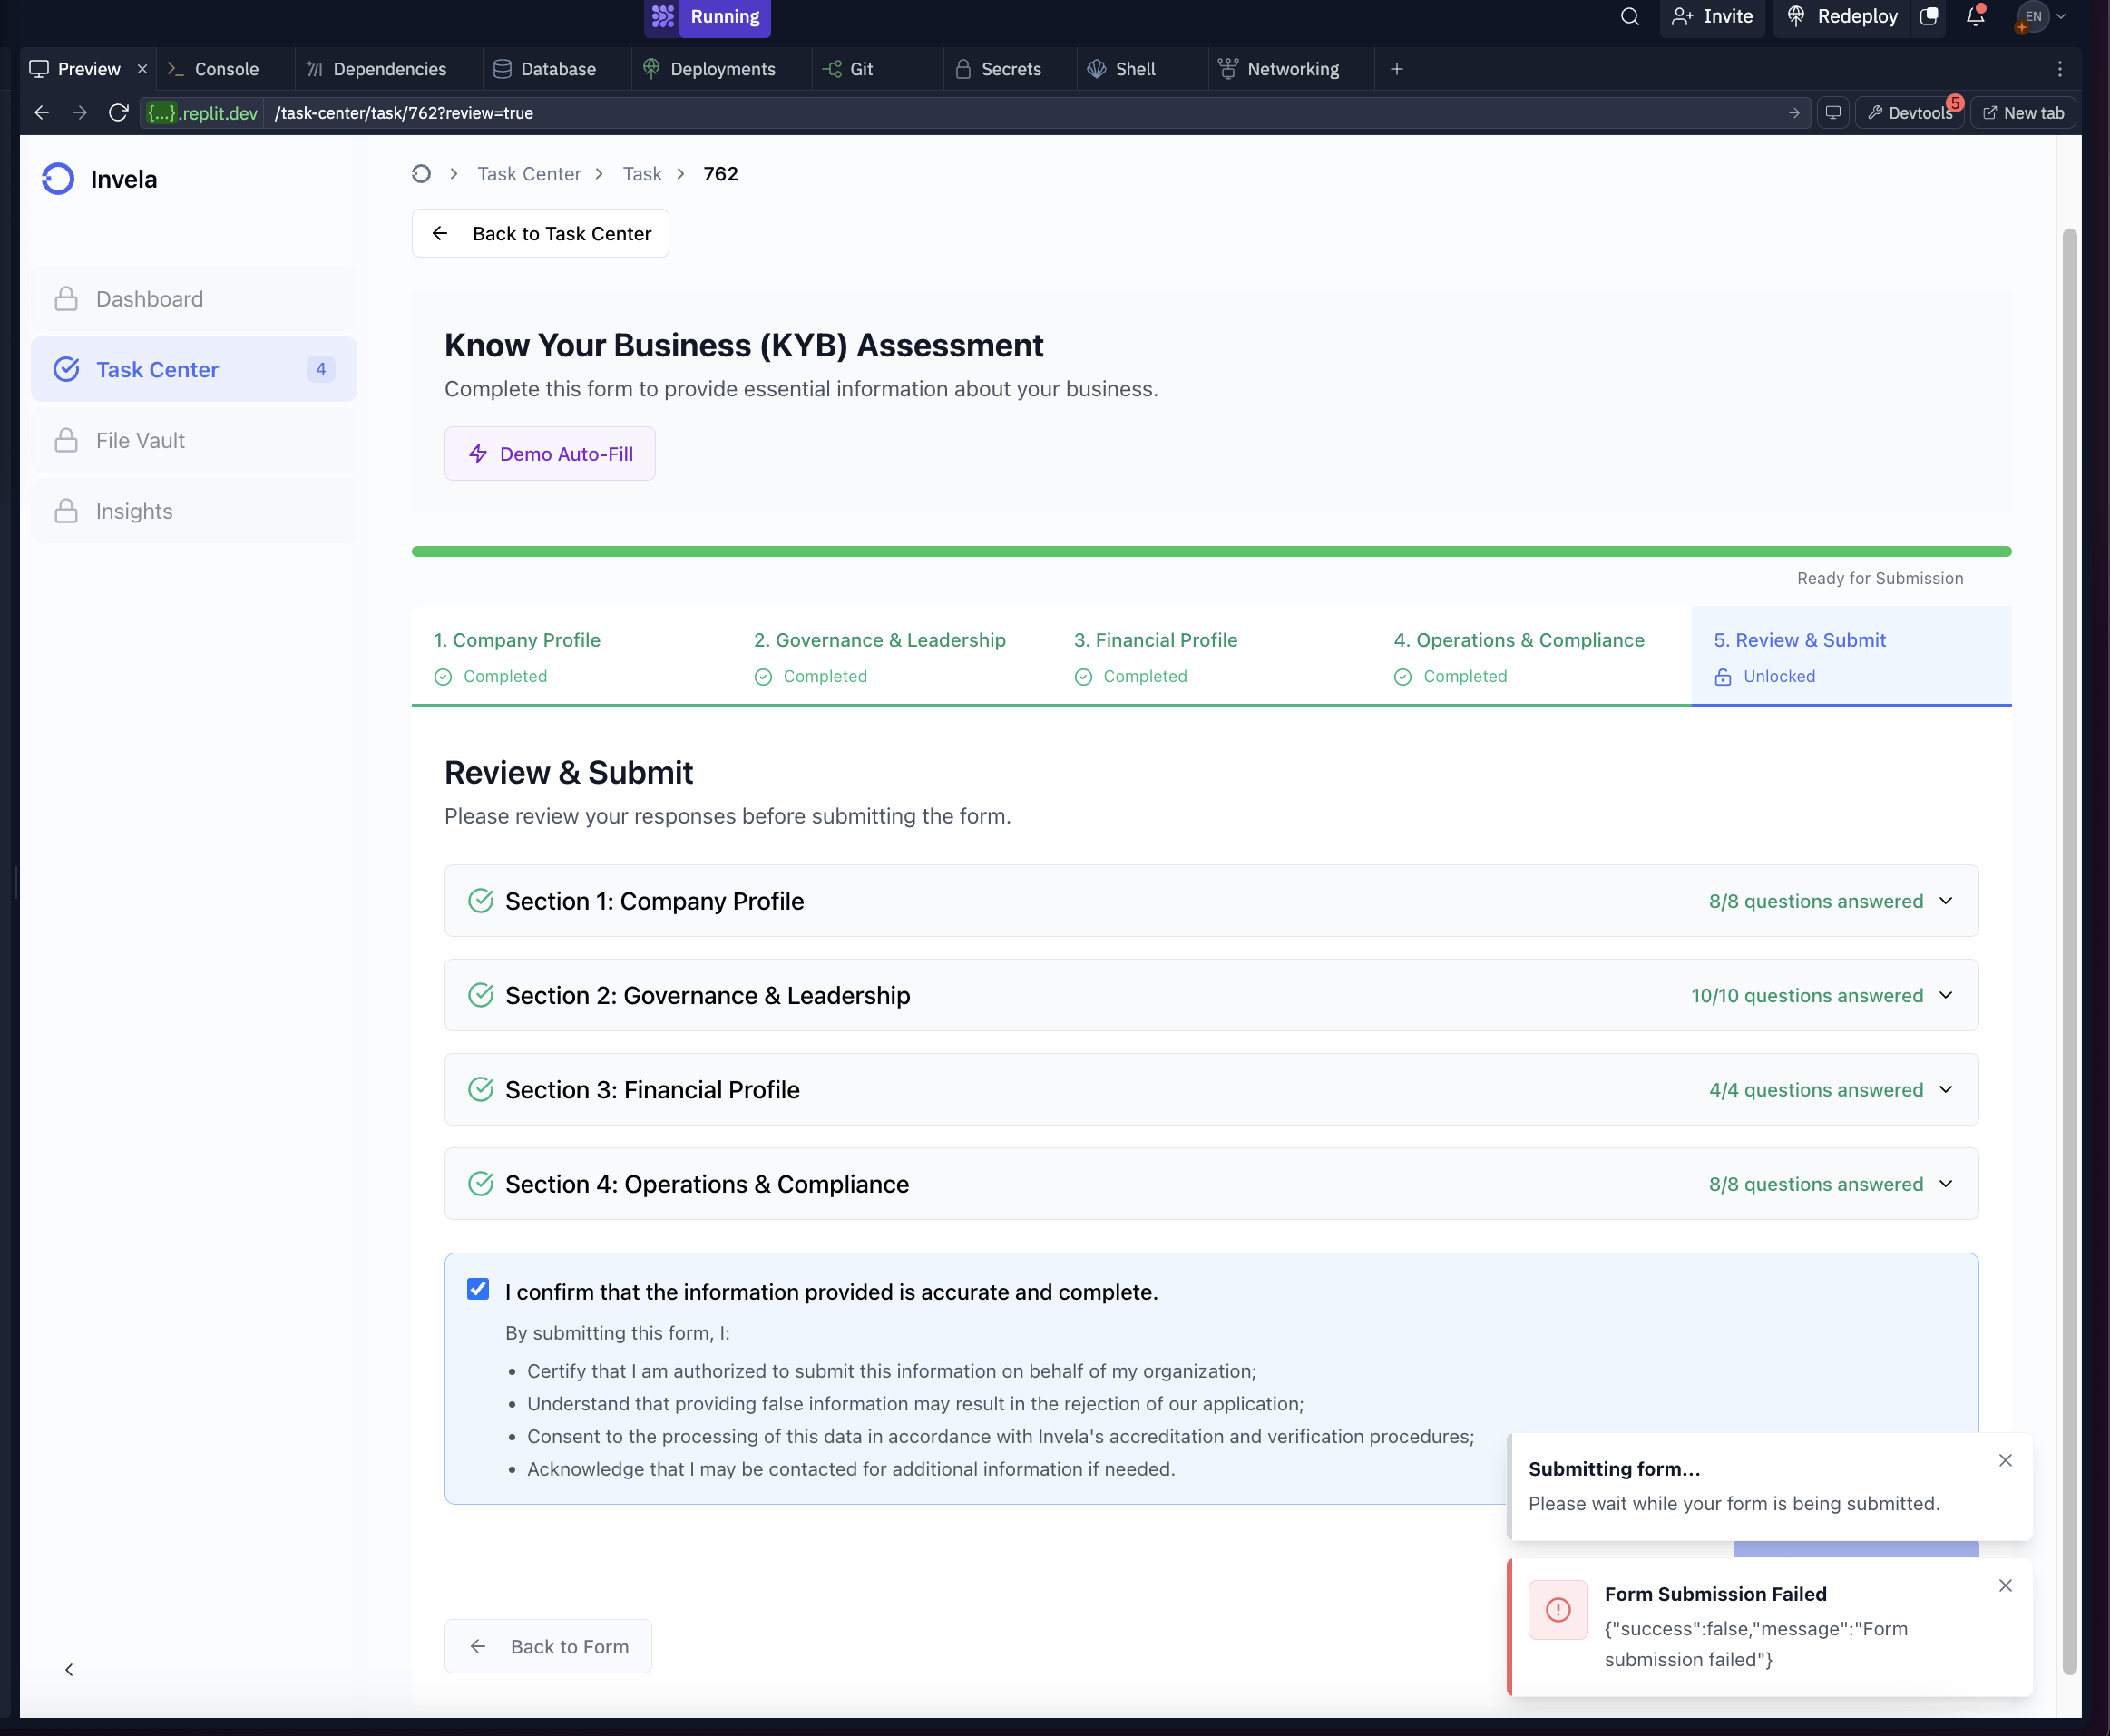 Running
Invite
Redeploy
EN
Preview
Console
Dependencies
Database
Deployments
Git
Secrets
Shell
Networking
{...}.replit.dev
/task-center/task/762?review=true
Devtools
5
New tab
Invela
Dashboard
Task Center
4
File Vault
Insights
Task Center
Task
762
Back to Task Center
Know Your Business (KYB) Assessment
Complete this form to provide essential information about your business.
Demo Auto-Fill
Ready for Submission
1. Company Profile
Completed
2. Governance & Leadership
Completed
3. Financial Profile
Completed
4. Operations & Compliance
Completed
5. Review & Submit
Unlocked
Review & Submit
Please review your responses before submitting the form.
Section 1: Company Profile
8/8 questions answered
Section 2: Governance & Leadership
10/10 questions answered
Section 3: Financial Profile
4/4 questions answered
Section 4: Operations & Compliance
8/8 questions answered
I confirm that the information provided is accurate and complete.
By submitting this form, I:
• Certify that I am authorized to submit this information on behalf of my organization;
• Understand that providing false information may result in the rejection of our application;
• Consent to the processing of this data in accordance with Invela's accreditation and verification procedures;
• Acknowledge that I may be contacted for additional information if needed.
Submitting form...
Please wait while your form is being submitted.
Form Submission Failed
{"success":false,"message":"Form
submission failed"}
Back to Form